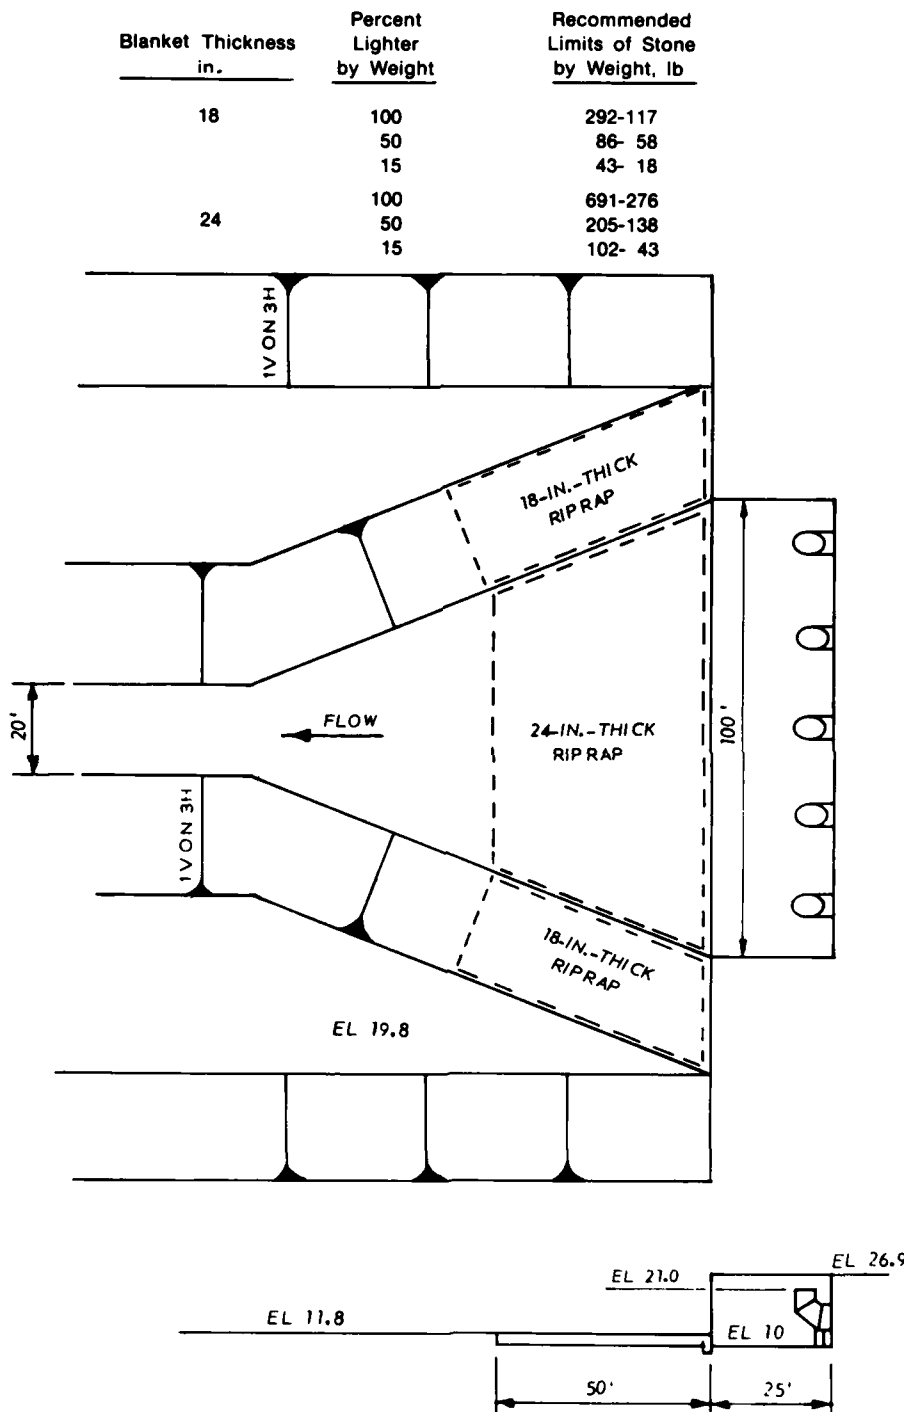 Blanket Thickness in.
Percent Lighter by Weight
Recommended Limits of Stone by Weight, lb
18 100 292-117
50 86- 58
15 43- 18
100 691-276
24 50 205-138
15 102- 43
1V ON 3H
18-IN.-THICK
RIPRAP
20'
FLOW
24-IN.-THICK
RIPRAP
100'
1V ON 3H
18-IN.-THICK
RIPRAP
EL 19.8
EL 26.9
EL 21.0
EL 11.8
EL 10
50'
25'